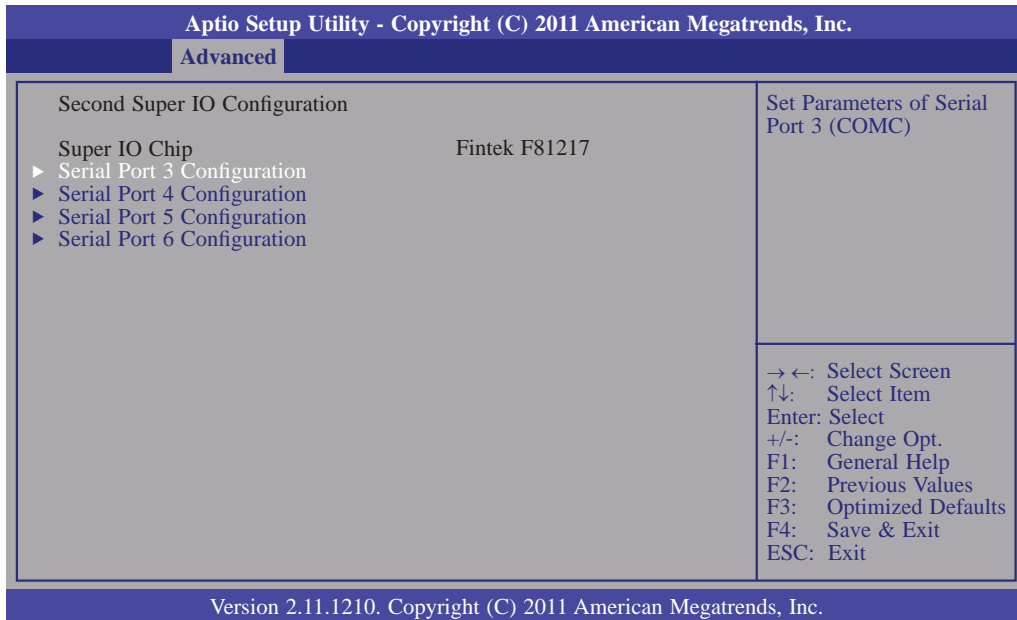 Aptio Setup Utility - Copyright (C) 2011 American Megatrends, Inc.
Advanced
Second Super IO Configuration
Super IO Chip Fintek F81217
► Serial Port 3 Configuration
► Serial Port 4 Configuration
► Serial Port 5 Configuration
► Serial Port 6 Configuration
Set Parameters of Serial
Port 3 (COMC)
→ ←: Select Screen
↑↓: Select Item
Enter: Select
+/-: Change Opt.
F1: General Help
F2: Previous Values
F3: Optimized Defaults
F4: Save & Exit
ESC: Exit
Version 2.11.1210. Copyright (C) 2011 American Megatrends, Inc.